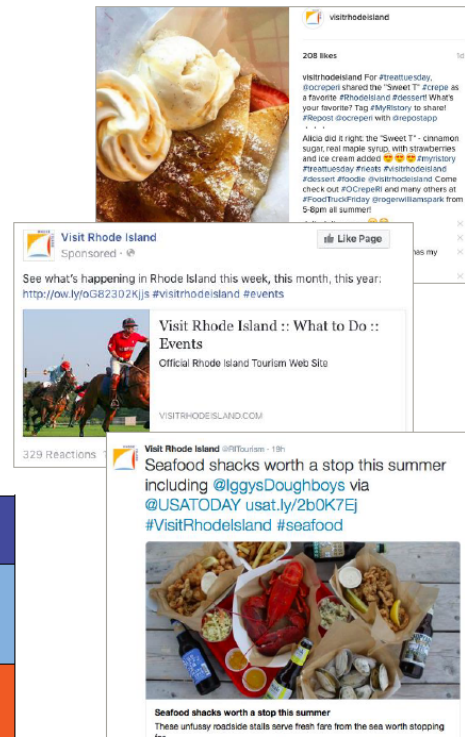 visitrhodeisland
208 likes
1d
visitrhodeisland For #treattuesday,
@ocreperi shared the "Sweet T" #crepe as
a favorite #RhodeIsland #dessert! What's
your favorite? Tag #MyRIstory to share!
#Repost @ocreperi with @repostapp
Alicia did it right: the "Sweet T" - cinnamon
sugar, real maple syrup, with strawberries
and ice cream added 😍😍😍 #myristory
#treattuesday #rieats #visitrhodeisland
#dessert #foodie @visitrhodeisland Come
check out #OCrepeRI and many others at
#FoodTruckFriday @rogerwilliamspark from
5-8pm all summer!
has my
Visit Rhode Island
Sponsored ·
Like Page
See what's happening in Rhode Island this week, this month, this year:
http://ow.ly/oG82302Kjjs #visitrhodeisland #events
Visit Rhode Island :: What to Do ::
Events
Official Rhode Island Tourism Web Site
VISITRHODEISLAND.COM
329 Reactions
Visit Rhode Island @RITourism · 19h
Seafood shacks worth a stop this summer
including @IggysDoughboys via
@USATODAY usat.ly/2b0K7Ej
#VisitRhodeIsland #seafood
Seafood shacks worth a stop this summer
These unfussy roadside stalls serve fresh fare from the sea worth stopping
for